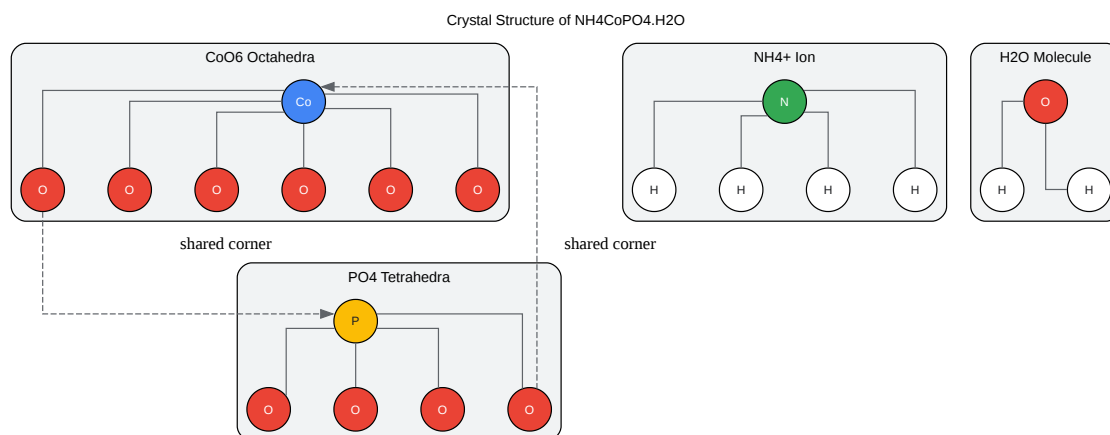 Crystal Structure of NH4CoPO4.H2O
CoO6 Octahedra
NH4+ Ion
H2O Molecule
Co
N
O
O
O
O
O
O
O
H
H
H
H
H
H
shared corner
shared corner
PO4 Tetrahedra
P
O
O
O
O